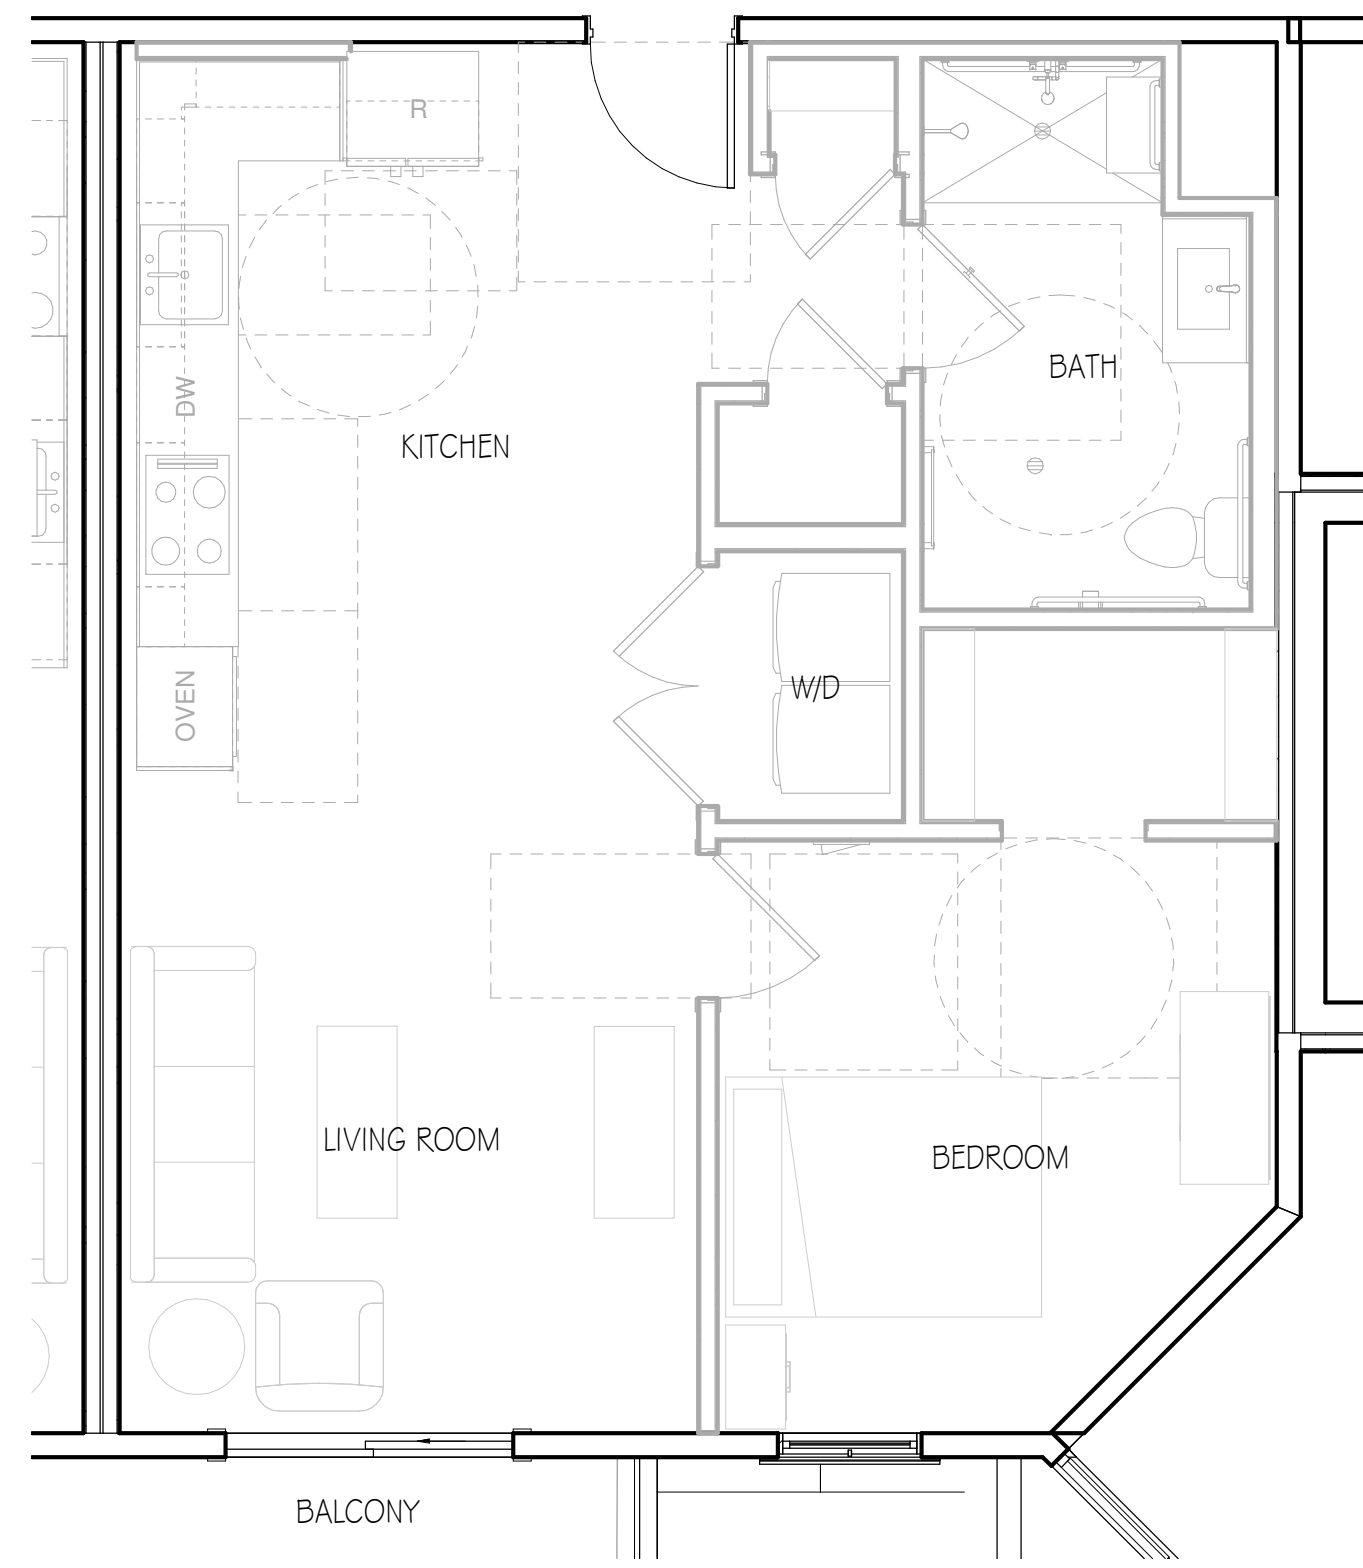 R
BATH
DW
KITCHEN
W/D
OVEN
LIVING ROOM
BEDROOM
BALCONY